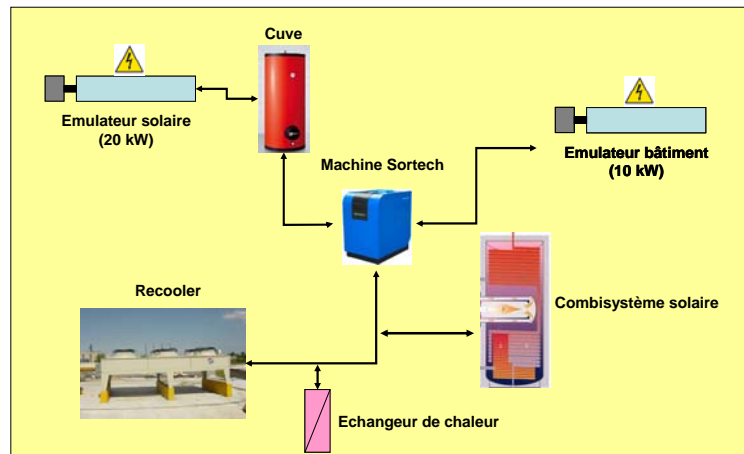 Cuve
Emulateur solaire
(20 kW)
Emulateur bâtiment
(10 kW)
Machine Sortech
Recooler
Combisystème solaire
Echangeur de chaleur